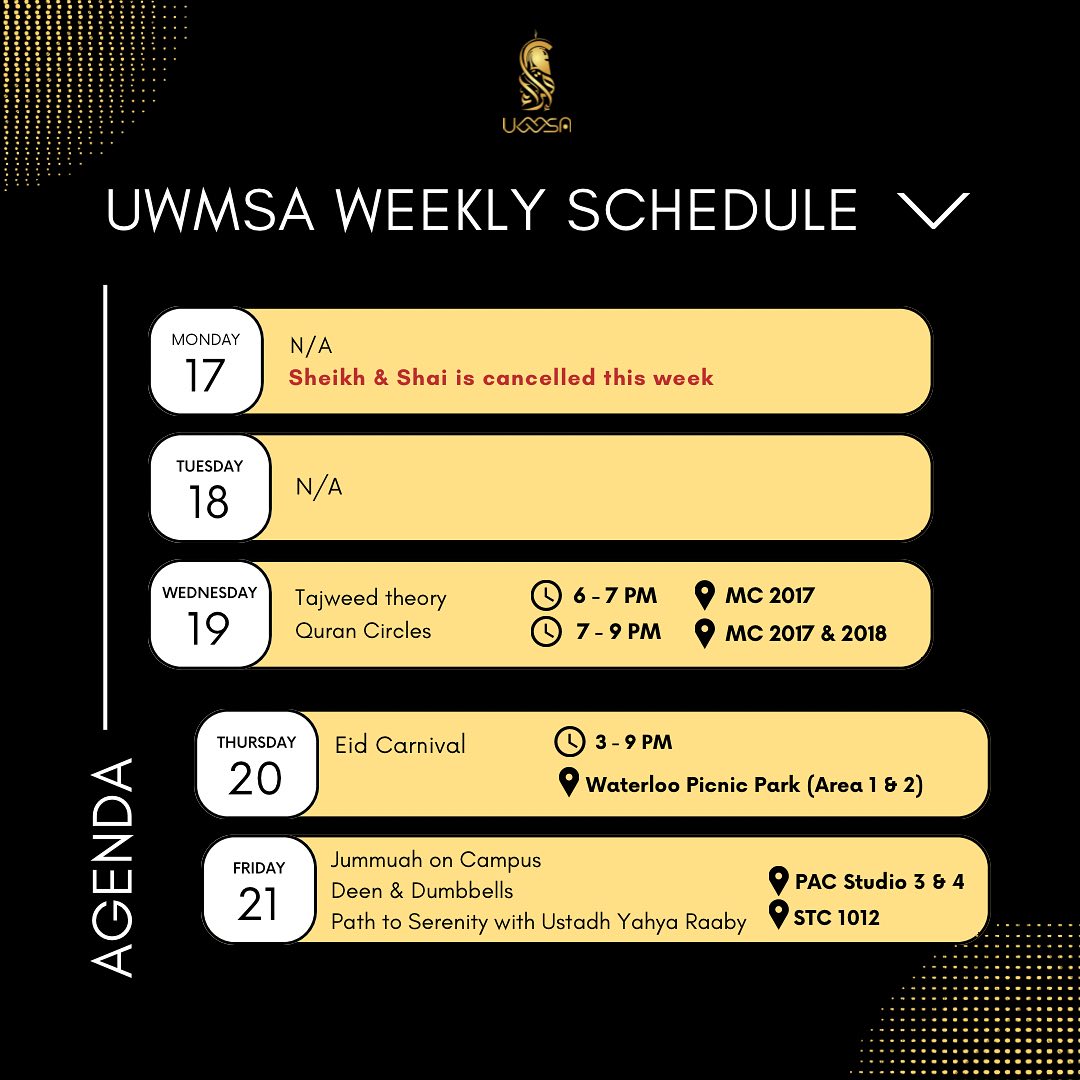 UWMSA
UWMSA WEEKLY SCHEDULE
AGENDA
MONDAY
17
N/A
Sheikh & Shai is cancelled this week
TUESDAY
18
N/A
WEDNESDAY
19
Tajweed theory 6 - 7 PM MC 2017
Quran Circles 7 - 9 PM MC 2017 & 2018
THURSDAY
20
Eid Carnival 3 - 9 PM
Waterloo Picnic Park (Area 1 & 2)
FRIDAY
21
Jummuah on Campus
Deen & Dumbbells PAC Studio 3 & 4
Path to Serenity with Ustadh Yahya Raaby STC 1012